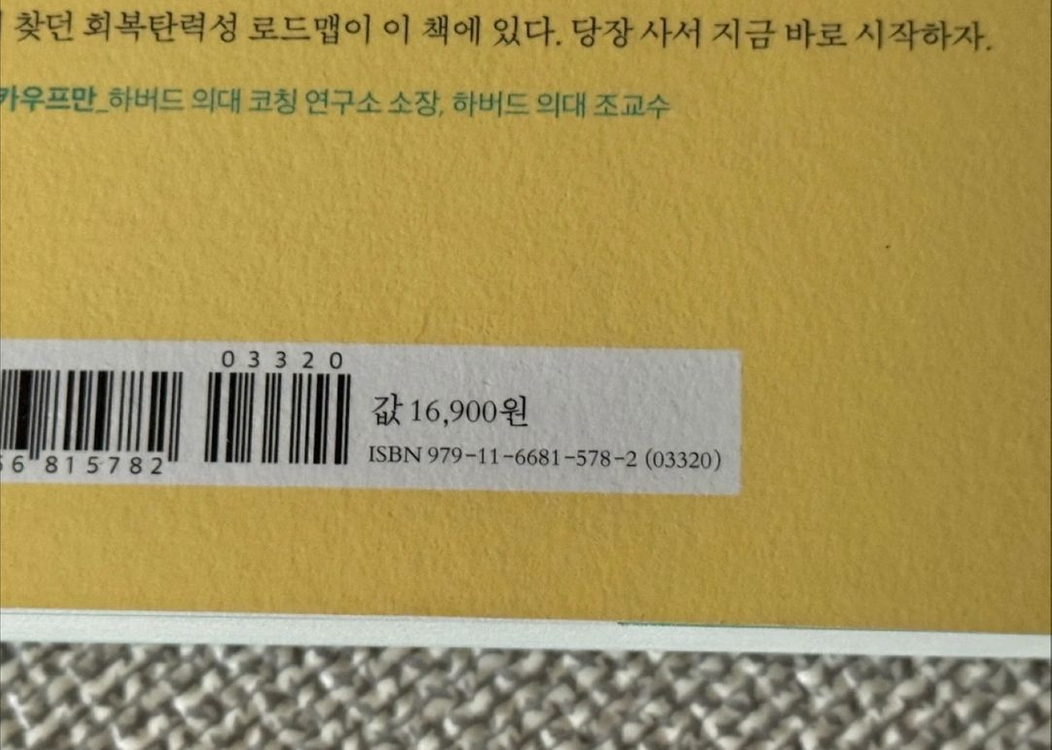 찾던 회복탄력성 로드맵이 이 책에 있다. 당장 사서 지금 바로 시작하자.
카우프만_하버드 의대 코칭 연구소 소장, 하버드 의대 조교수
03320
값 16,900원
ISBN 979-11-6681-578-2 (03320)
6 815782